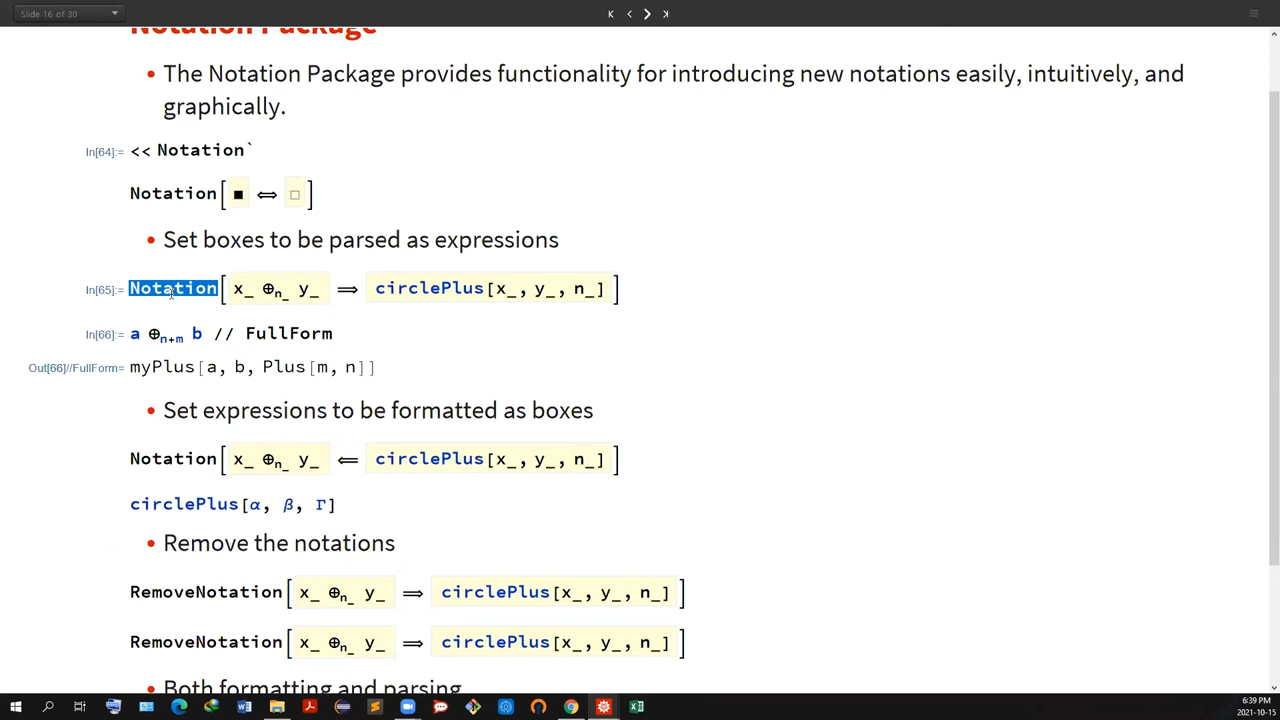 Slide 16 of 30
Notation Package
• The Notation Package provides functionality for introducing new notations easily, intuitively, and
graphically.
In[64]:= << Notation`
Notation[■ ⟺ □]
• Set boxes to be parsed as expressions
In[65]:= Notation[x_ ⊕n_ y_ ⟹ circlePlus[x_, y_, n_]]
In[66]:= a ⊕n+m b // FullForm
Out[66]//FullForm= myPlus[a, b, Plus[m, n]]
• Set expressions to be formatted as boxes
Notation[x_ ⊕n_ y_ ⟸ circlePlus[x_, y_, n_]]
circlePlus[α, β, Γ]
• Remove the notations
RemoveNotation[x_ ⊕n_ y_ ⟹ circlePlus[x_, y_, n_]]
RemoveNotation[x_ ⊕n_ y_ ⟹ circlePlus[x_, y_, n_]]
• Both formatting and parsing
6:39 PM
2021-10-15